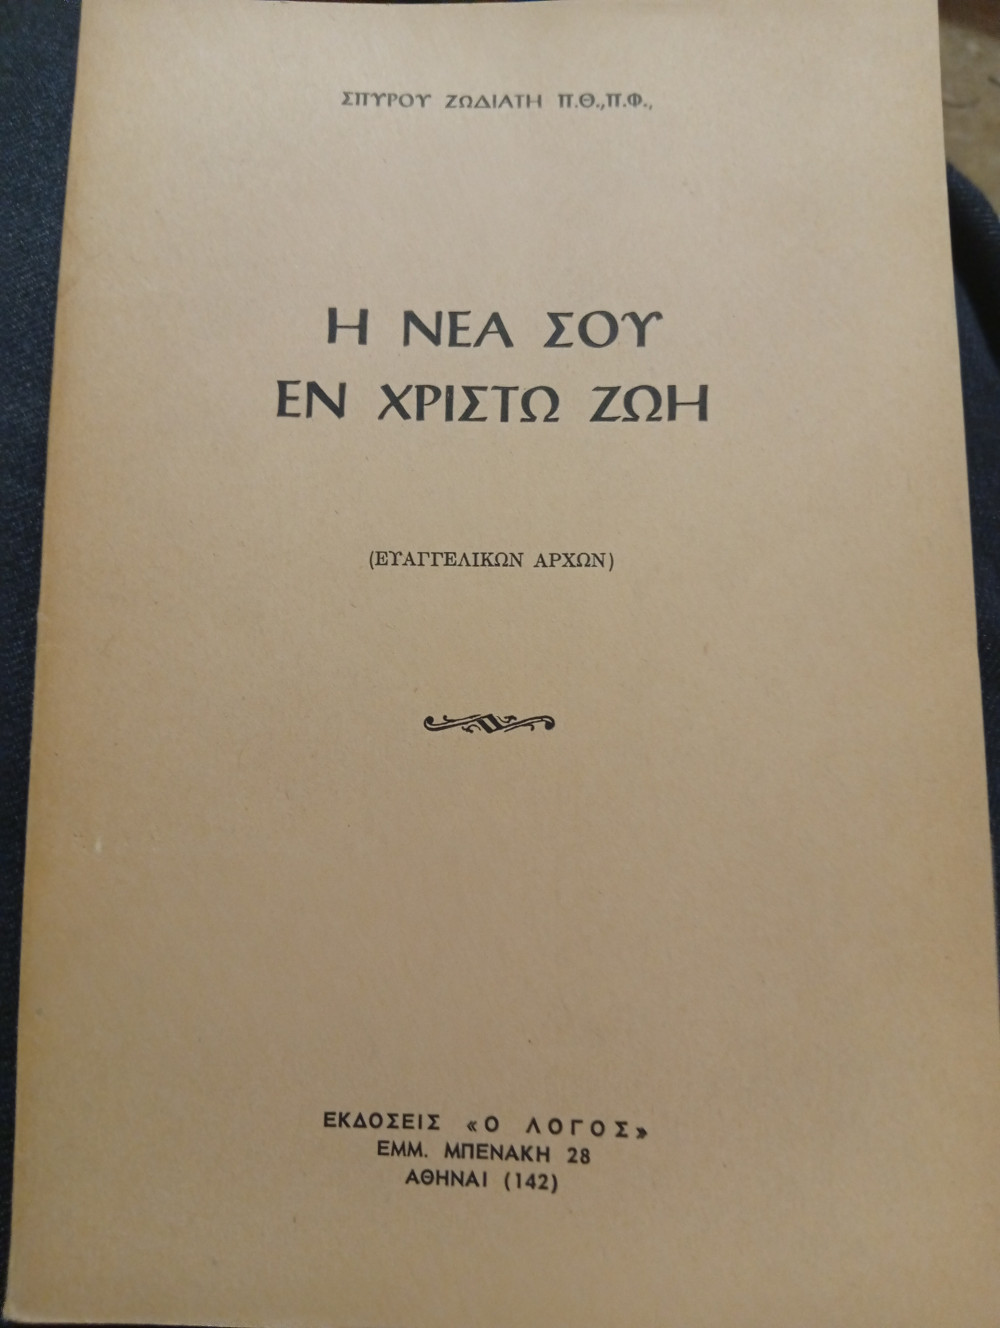 ΣΠΥΡΟΥ ΖΩΔΙΑΤΗ Π.Θ.,Π.Φ.,
Η ΝΕΑ ΣΟΥ
ΕΝ ΧΡΙΣΤΩ ΖΩΗ
(ΕΥΑΓΓΕΛΙΚΩΝ ΑΡΧΩΝ)
ΕΚΔΟΣΕΙΣ «Ο ΛΟΓΟΣ»
ΕΜΜ. ΜΠΕΝΑΚΗ 28
ΑΘΗΝΑΙ (142)